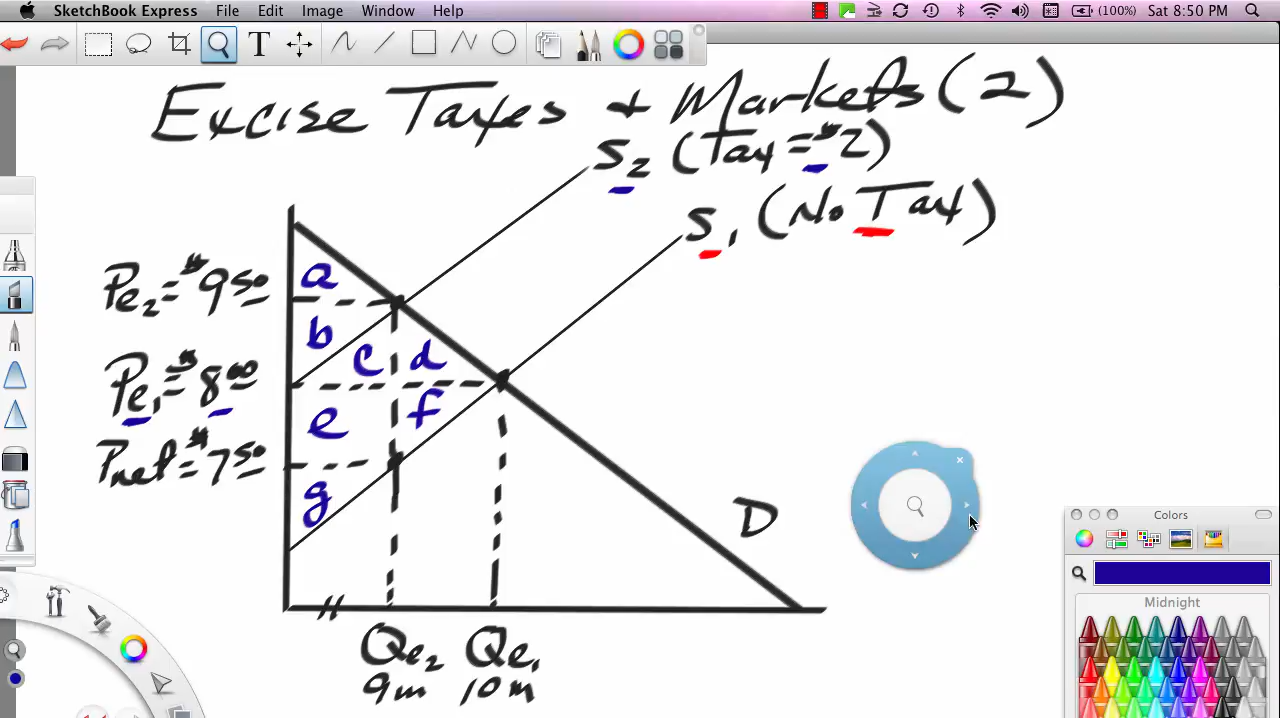 SketchBook Express File Edit Image Window Help (100%) Sat 8:50 PM
T
Excise Taxes + Markets (2)
S2 (Tax = $2)
S1 (No Tax)
a
Pe2 = $9 50
b
c d
Pe1 = $8 00
e f
Pnet = $7 50
g
D
Qe2 Qe1
9m 10m
Colors
Midnight